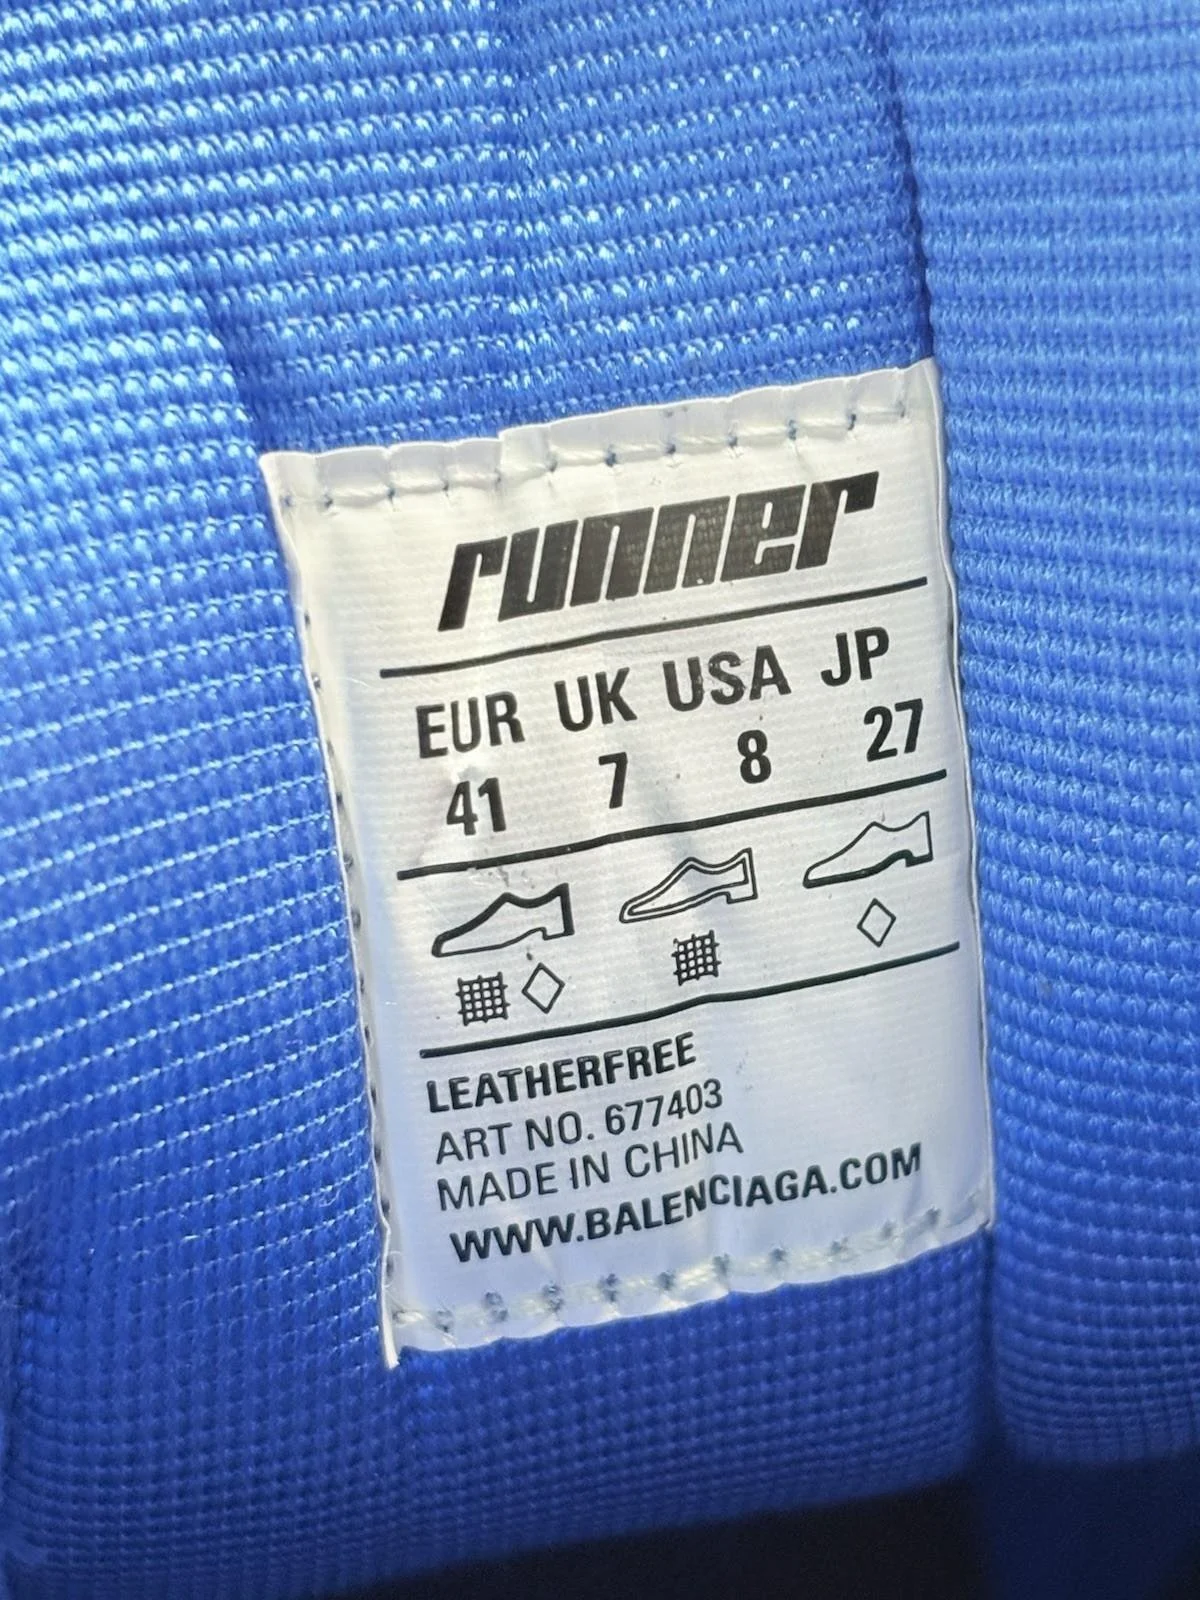 runner
EUR UK USA JP
41 7 8 27
LEATHERFREE
ART NO. 677403
MADE IN CHINA
WWW.BALENCIAGA.COM